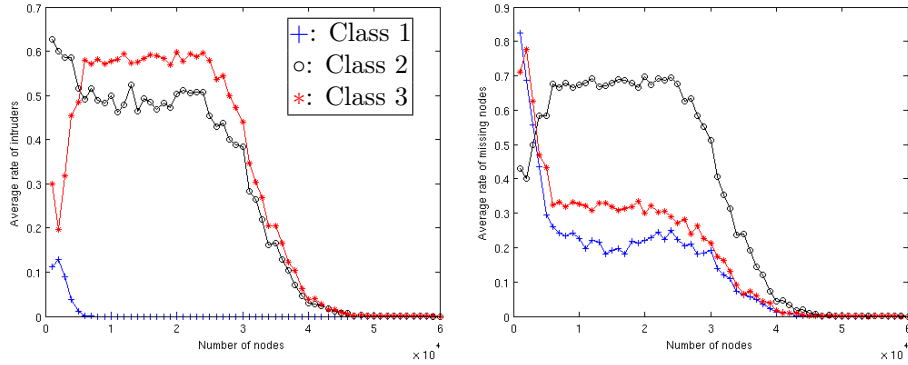 0.7
0.6
0.5
0.4
0.3
0.2
0.1
0
Average rate of intruders
+: Class 1
o: Class 2
*: Class 3
0 1 2 3 4 5 6
Number of nodes
× 10⁴
0.9
0.8
0.7
0.6
0.5
0.4
0.3
0.2
0.1
0
Average rate of missing nodes
0 1 2 3 4 5 6
Number of nodes
× 10⁴